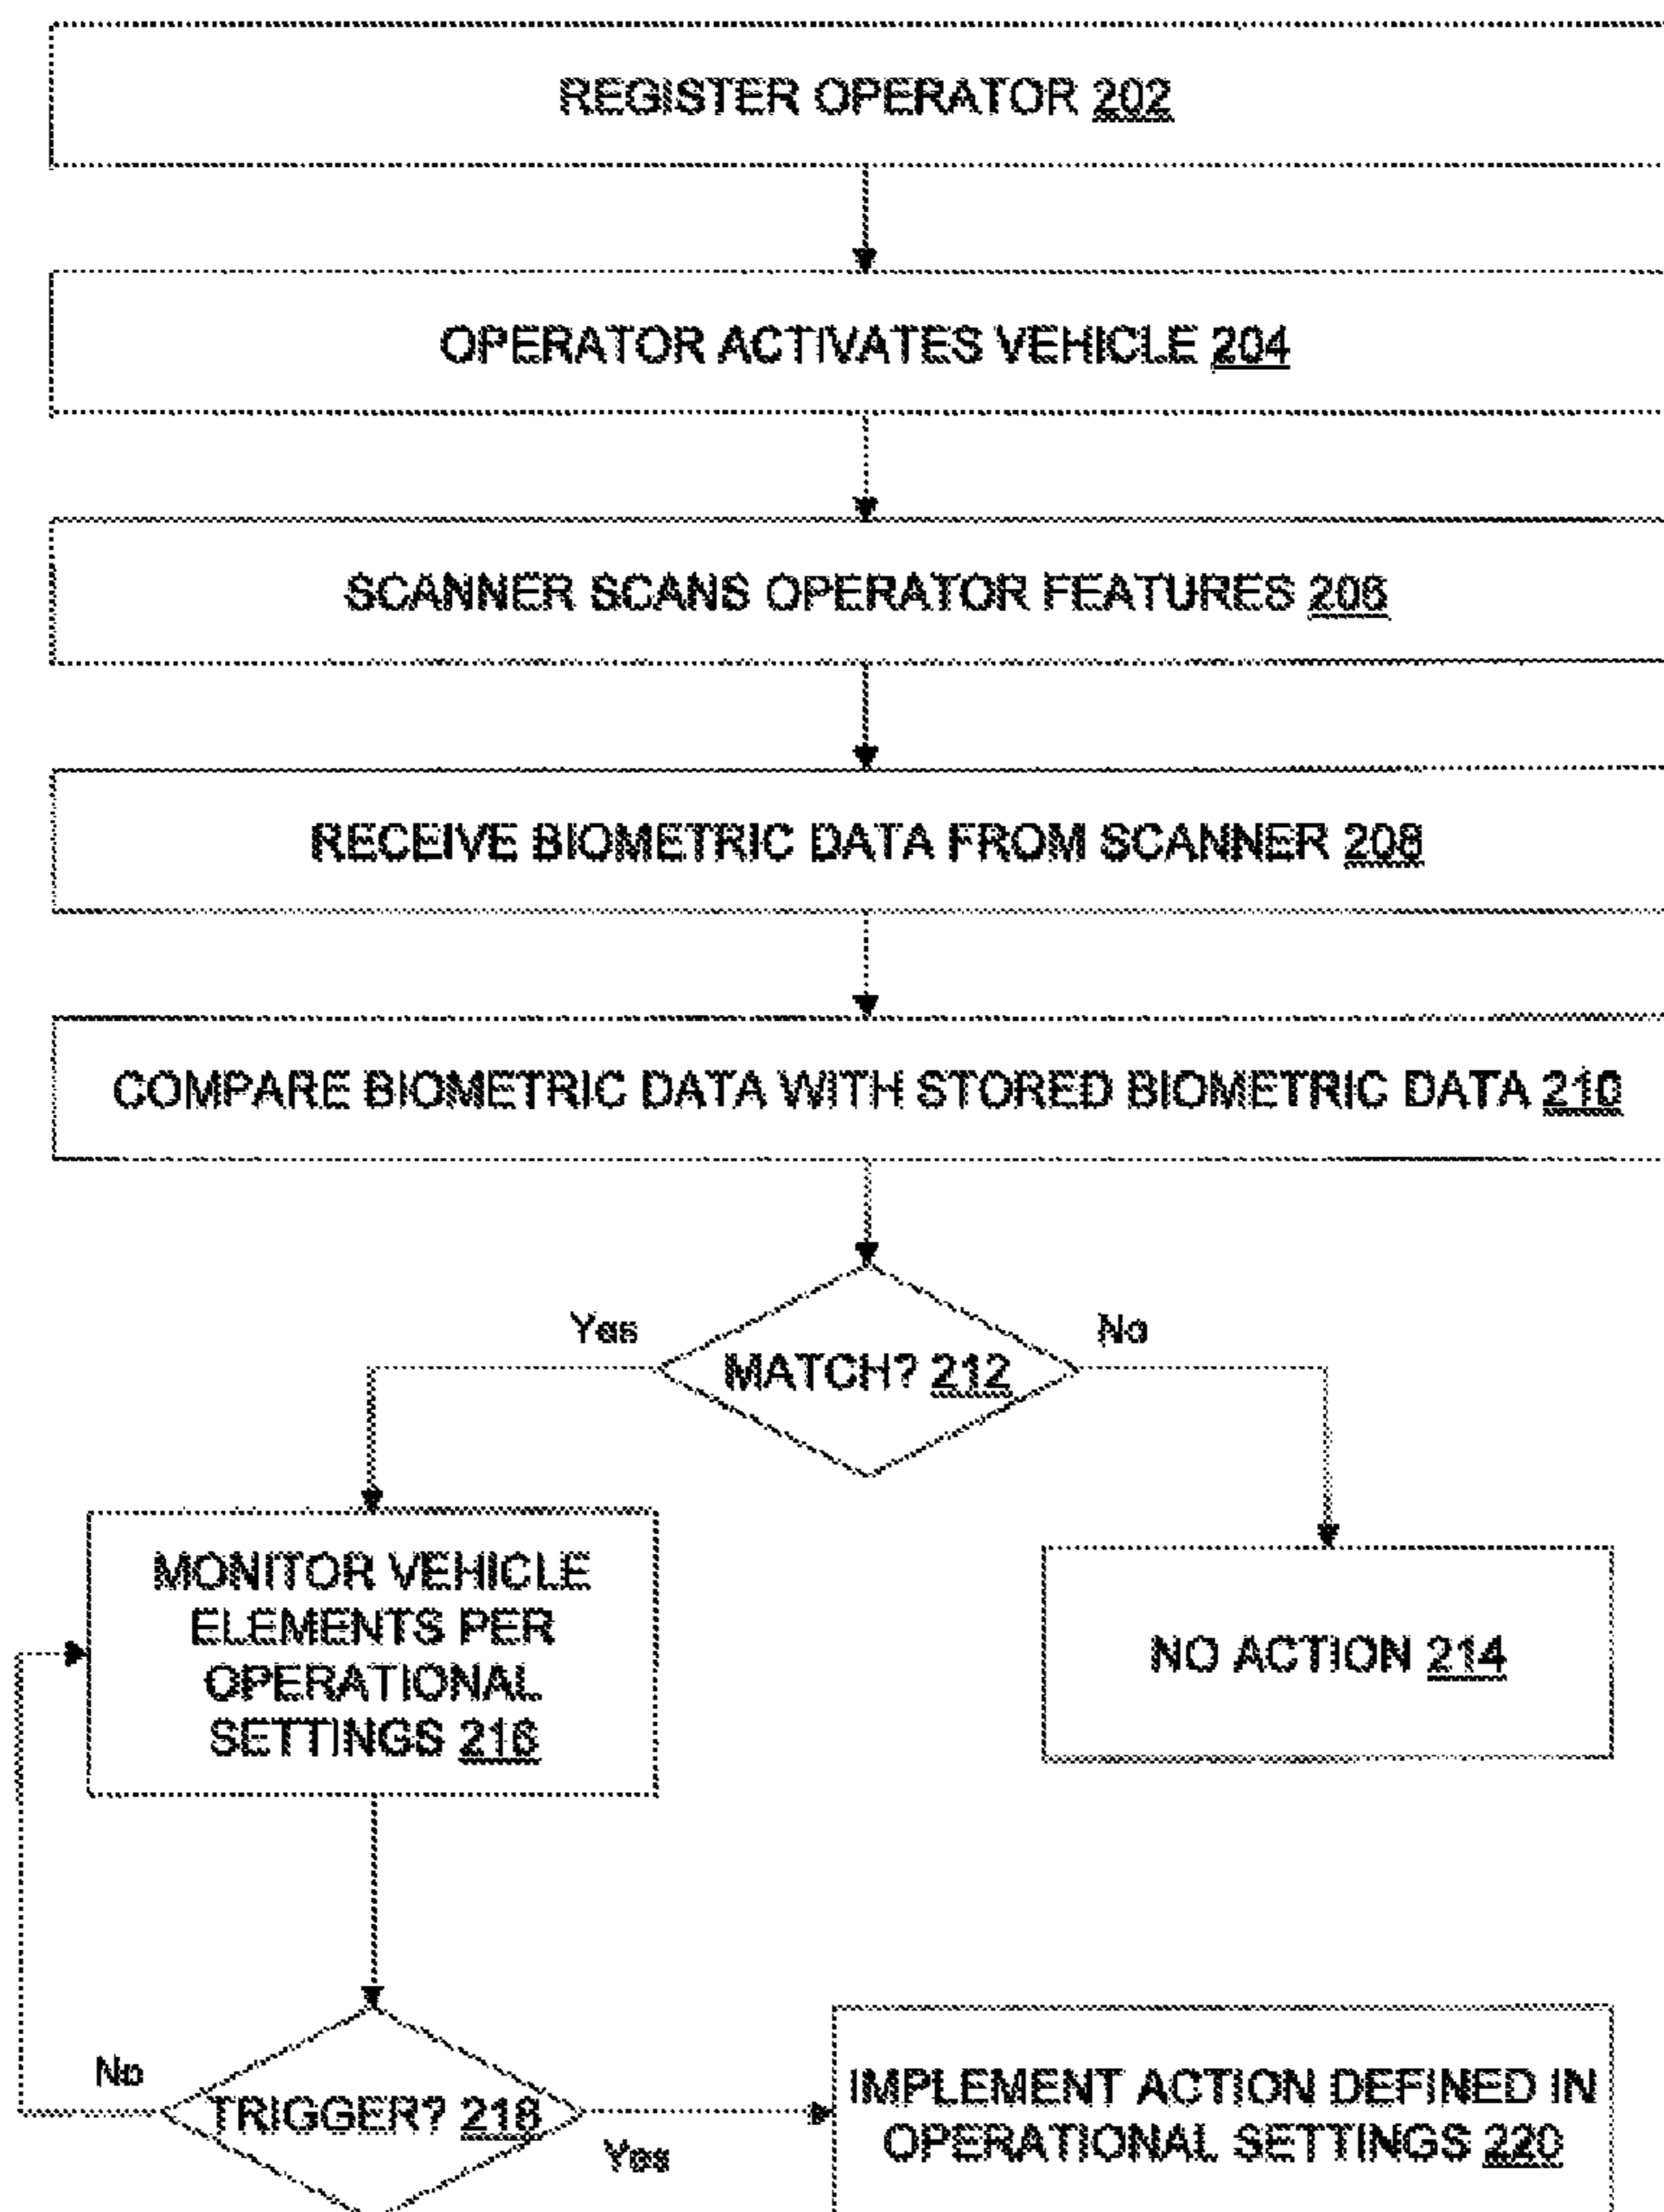 REGISTER OPERATOR 202
OPERATOR ACTIVATES VEHICLE 204
SCANNER SCANS OPERATOR FEATURES 206
RECEIVE BIOMETRIC DATA FROM SCANNER 208
COMPARE BIOMETRIC DATA WITH STORED BIOMETRIC DATA 210
Yes
No
MATCH? 212
MONITOR VEHICLE
ELEMENTS PER
OPERATIONAL
SETTINGS 216
NO ACTION 214
No
TRIGGER? 218
Yes
IMPLEMENT ACTION DEFINED IN
OPERATIONAL SETTINGS 220